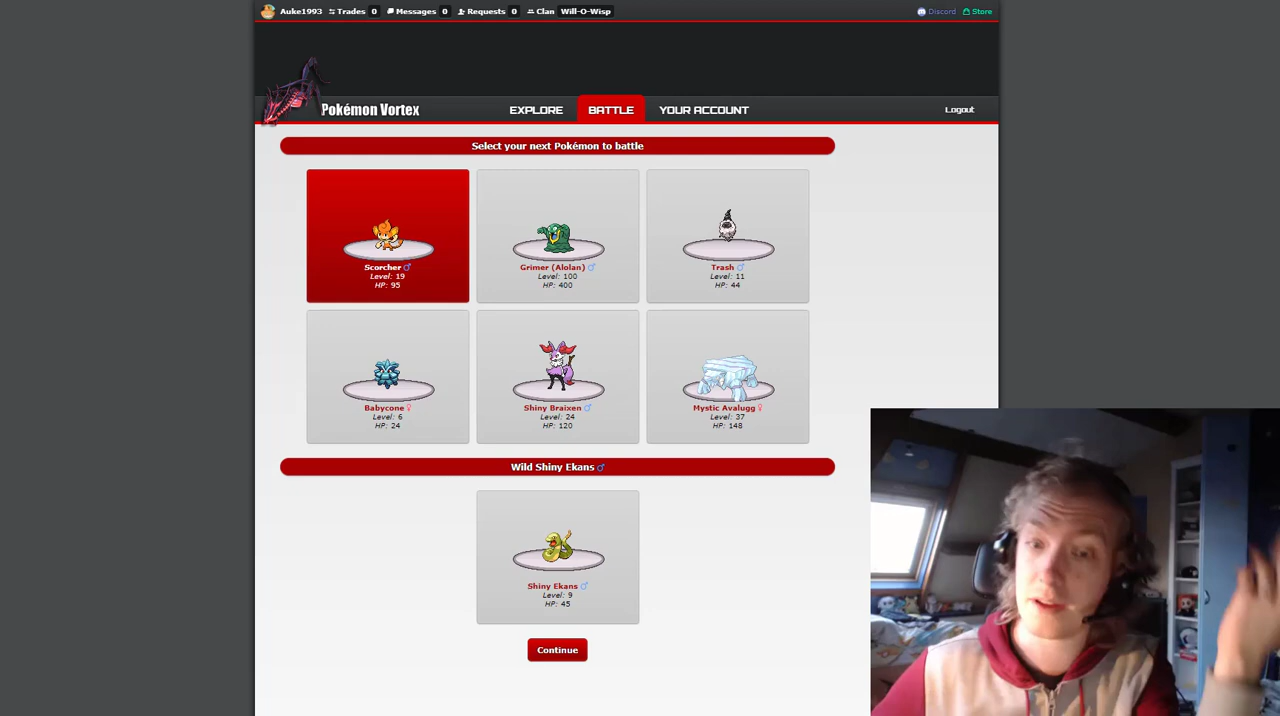 Auke1993 Trades 0 Messages 0 Requests 0 Clan Will-O-Wisp Discord Store
Pokémon Vortex EXPLORE BATTLE YOUR ACCOUNT Logout
Select your next Pokémon to battle
Scorcher ♂
Level: 19
HP: 95
Grimer (Alolan) ♂
Level: 100
HP: 400
Trash ♂
Level: 11
HP: 44
Babycone ♀
Level: 6
HP: 24
Shiny Braixen ♂
Level: 24
HP: 120
Mystic Avalugg ♀
Level: 37
HP: 148
Wild Shiny Ekans ♂
Shiny Ekans ♂
Level: 9
HP: 45
Continue